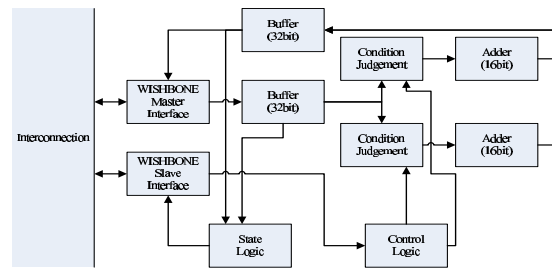 Buffer
(32bit)
Condition
Judgement
Adder
(16bit)
WISHBONE
Master
Interface
Buffer
(32bit)
Interconnection
Condition
Judgement
Adder
(16bit)
WISHBONE
Slave
Interface
State
Logic
Control
Logic